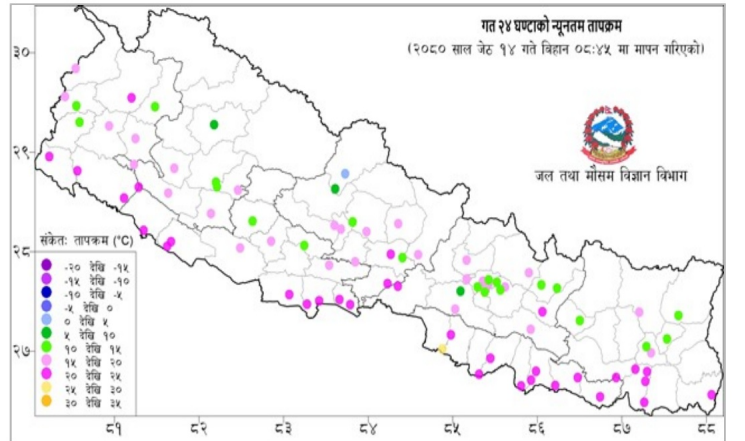 गत २४ घण्टाको न्यूनतम तापक्रम
(२०८० साल जेठ १४ गते बिहान ०८:४५ मा मापन गरिएको)
जल तथा मौसम विज्ञान विभाग
संकेतः तापक्रम (°C)
-२० देखि -१५
-१५ देखि -१०
-१० देखि -५
-५ देखि ०
० देखि ५
५ देखि १०
१० देखि १५
१५ देखि २०
२० देखि २५
२५ देखि ३०
३० देखि ३५
३०
२९
२८
२७
८१ ८२ ८३ ८४ ८५ ८६ ८७ ८८